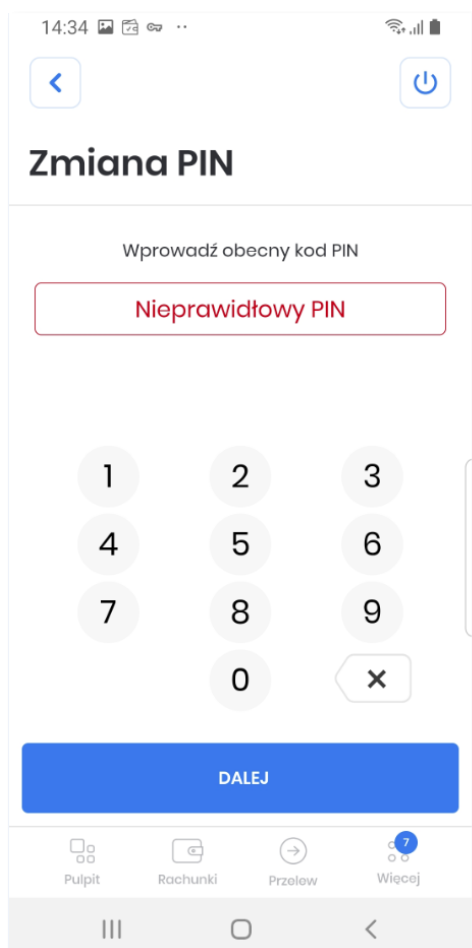 14:34
Zmiana PIN
Wprowadź obecny kod PIN
Nieprawidłowy PIN
1 2 3
4 5 6
7 8 9
0
DALEJ
7
Pulpit Rachunki Przelew Więcej